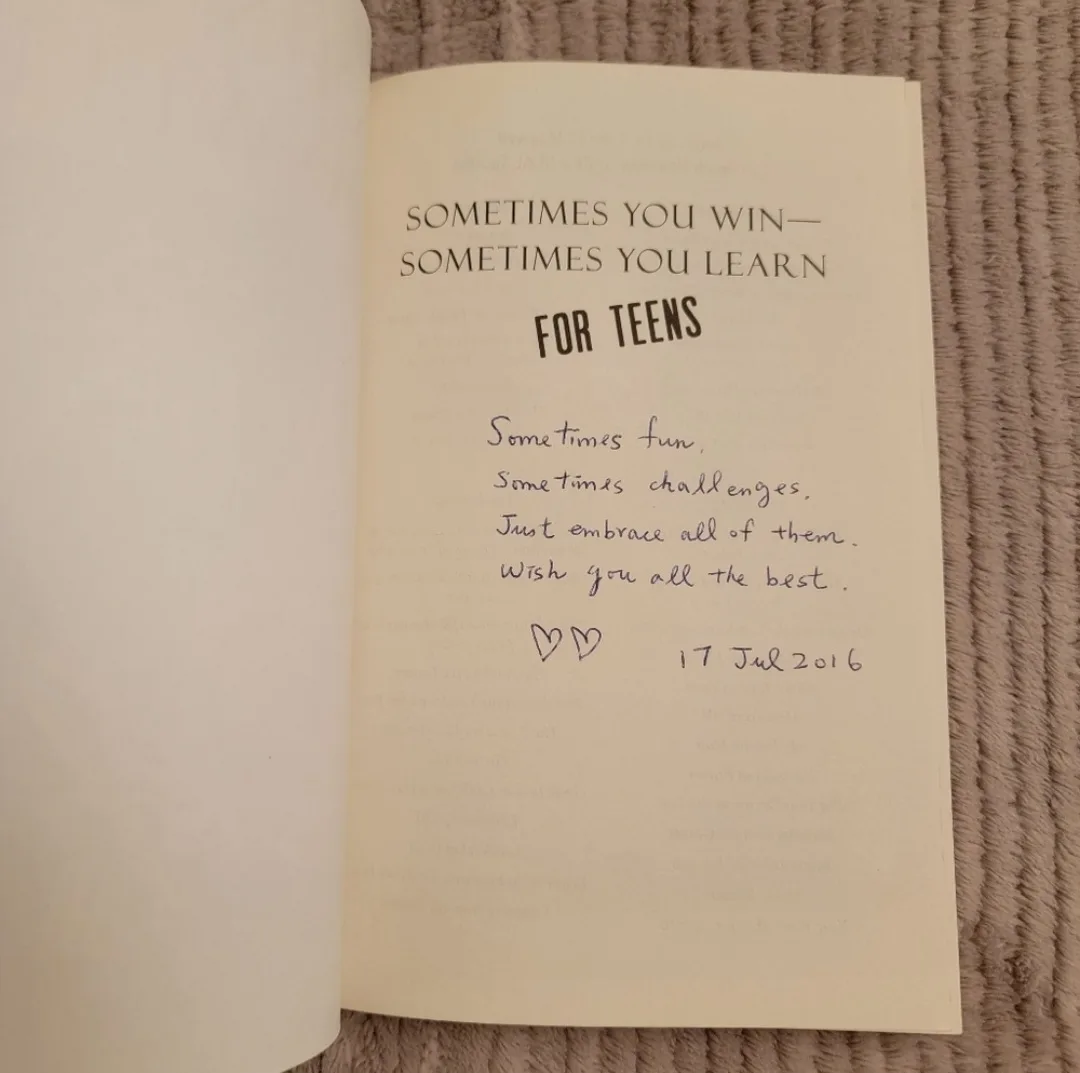 SOMETIMES YOU WIN—
SOMETIMES YOU LEARN
FOR TEENS
Sometimes fun,
Sometimes challenges.
Just embrace all of them.
Wish you all the best.
17 Jul 2016